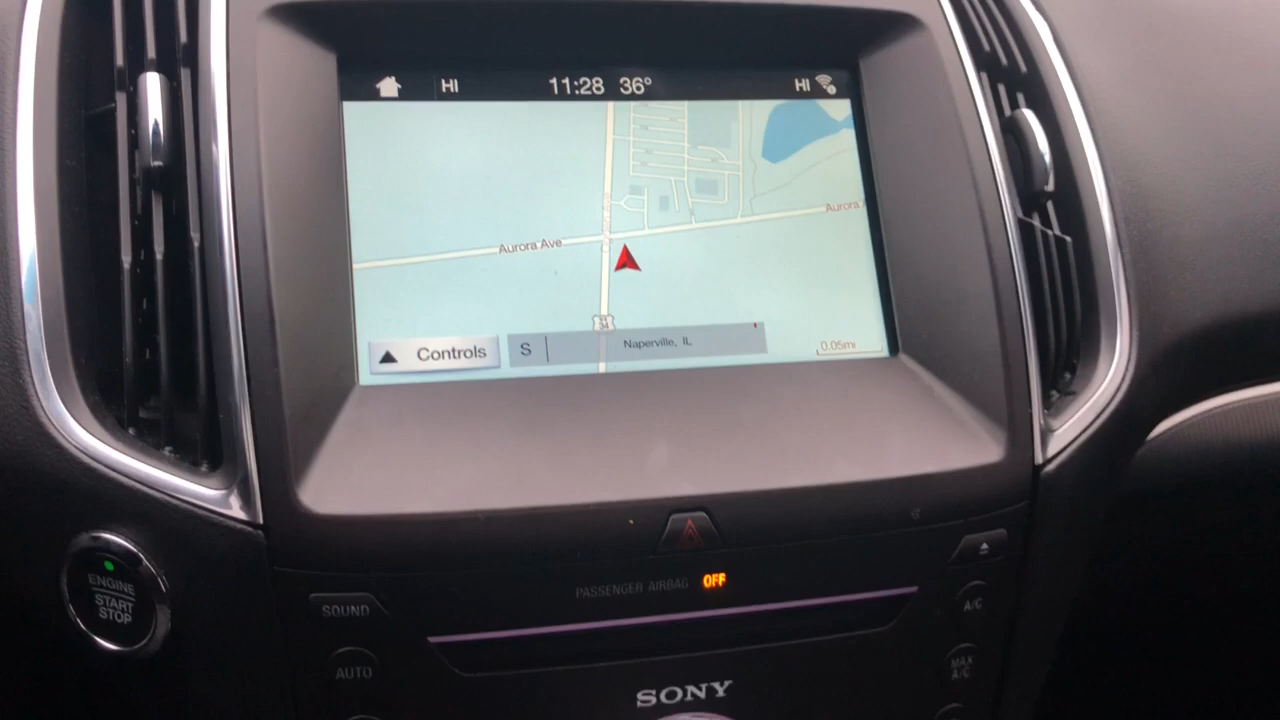 HI 11:28 36° HI
Aurora
Aurora Ave
34
Controls S Naperville, IL 0.05mi
PASSENGER AIRBAG OFF
ENGINE
START
STOP
SOUND
A/C
AUTO
MAX
A/C
SONY